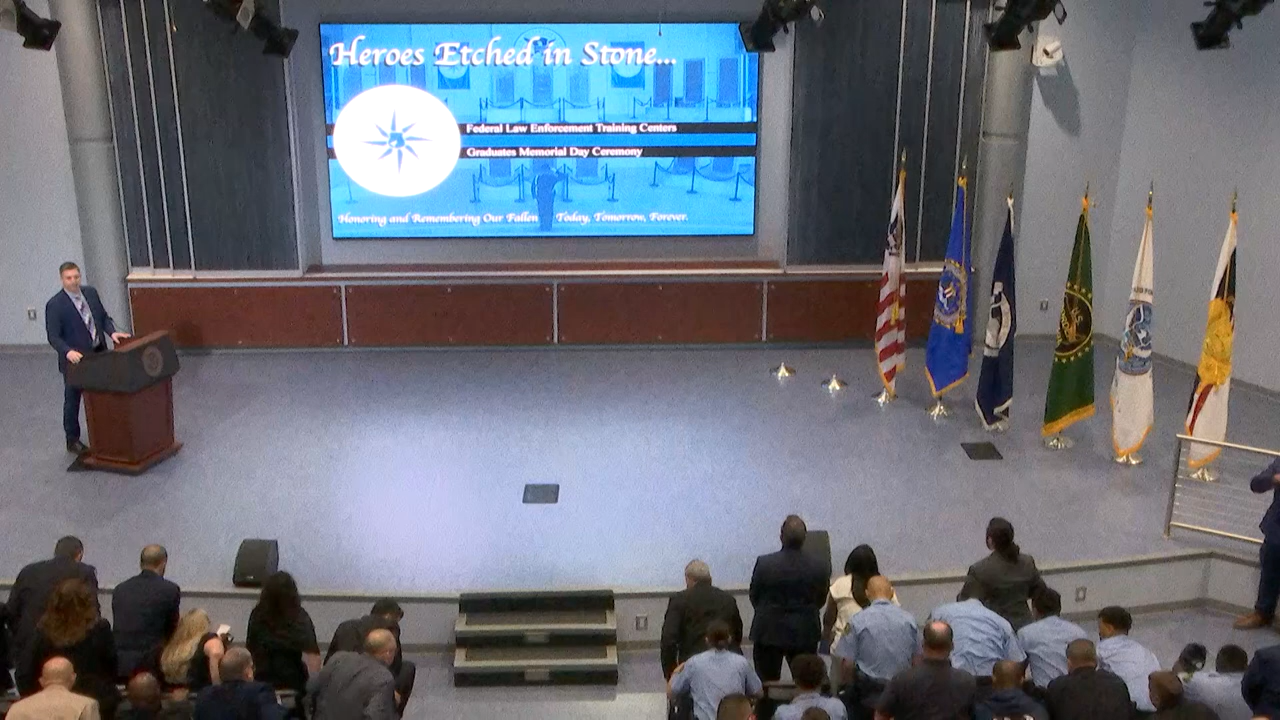 Heroes Etched in Stone...
Federal Law Enforcement Training Centers
Graduates Memorial Day Ceremony
Honoring and Remembering Our Fallen Today, Tomorrow, Forever.